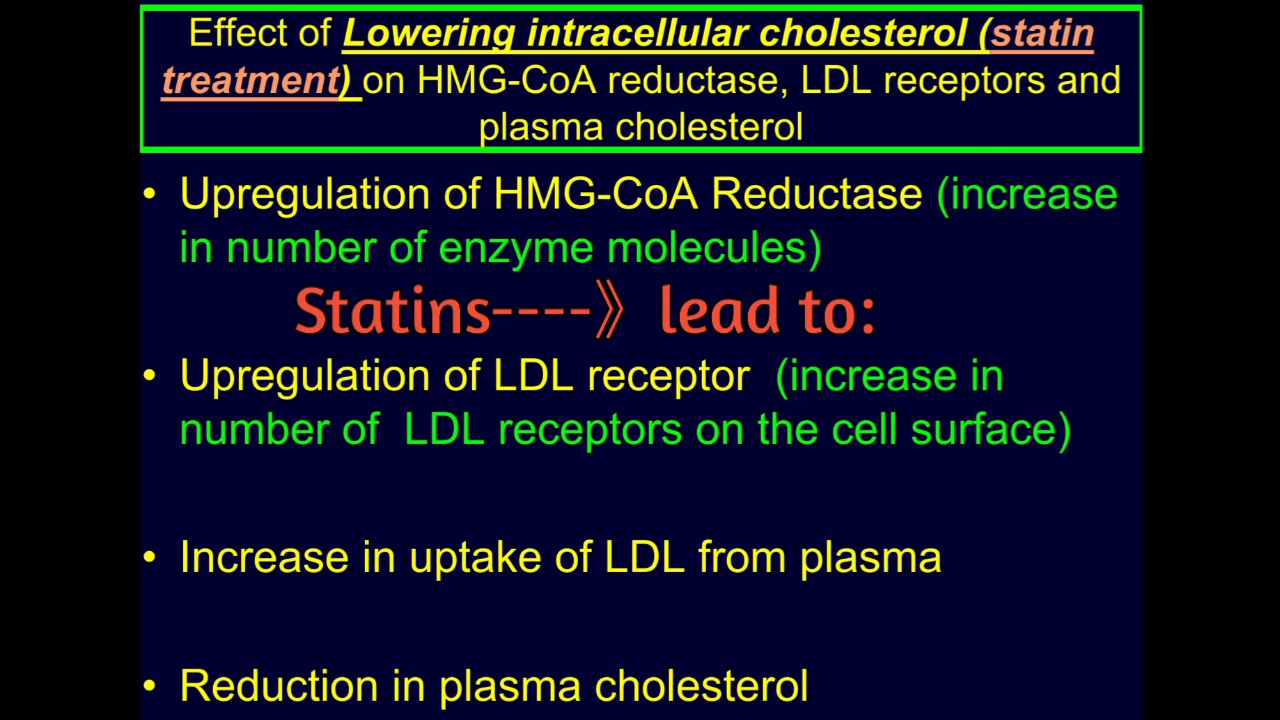 Effect of Lowering intracellular cholesterol (statin
treatment) on HMG-CoA reductase, LDL receptors and
plasma cholesterol
• Upregulation of HMG-CoA Reductase (increase
in number of enzyme molecules)
Statins----》 lead to:
• Upregulation of LDL receptor (increase in
number of LDL receptors on the cell surface)
• Increase in uptake of LDL from plasma
• Reduction in plasma cholesterol